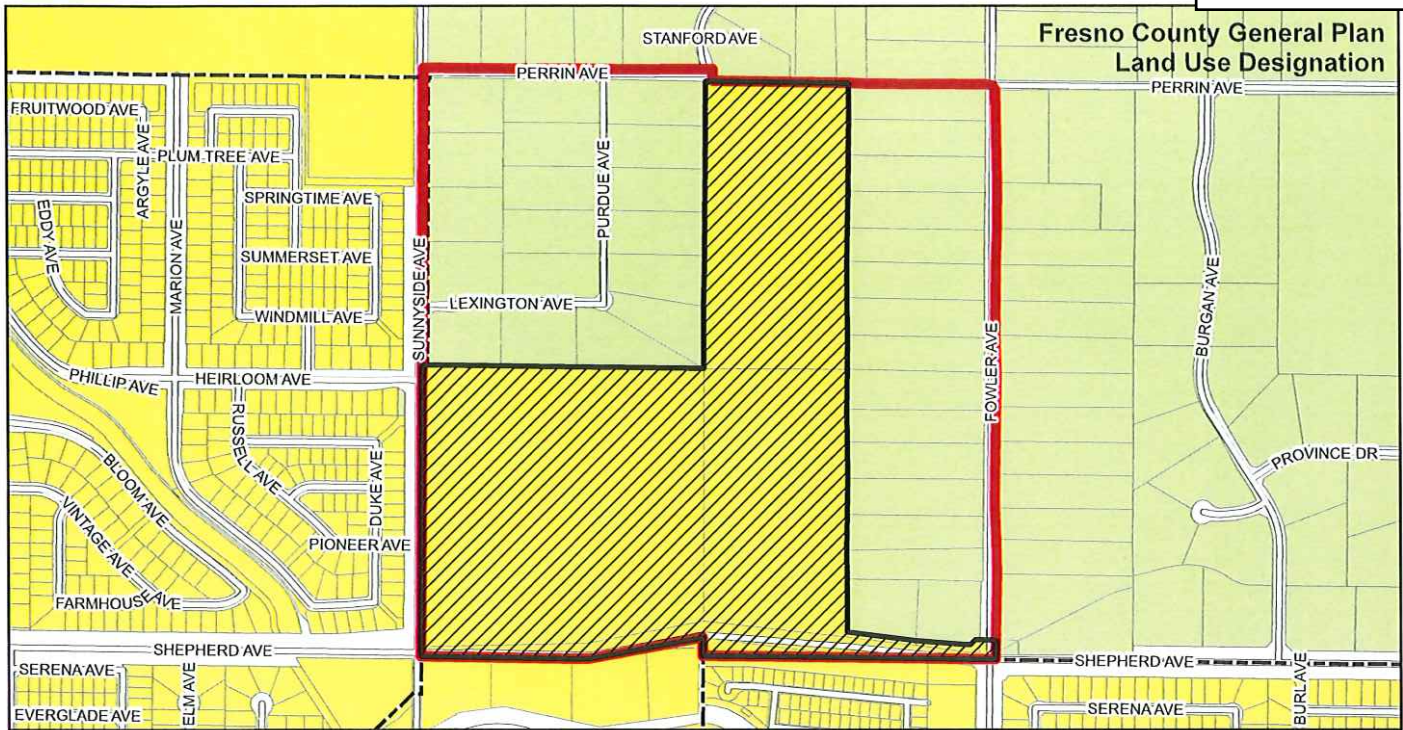 Fresno County General Plan
Land Use Designation
STANFORD AVE
PERRIN AVE
PERRIN AVE
FRUITWOOD AVE
ARGYLE AVE
PLUM TREE AVE
SPRINGTIME AVE
PURDUE AVE
EDDY AVE
MARION AVE
SUMMERSET AVE
SUNNYSIDE AVE
LEXINGTON AVE
WINDMILL AVE
BURGAN AVE
FOWLER AVE
PHILLIP AVE
HEIRLOOM AVE
RUSSELL AVE
BLOOM AVE
DUKE AVE
PROVINCE DR
VINTAGE AVE
PIONEER AVE
FARMHOUSE AVE
SHEPHERD AVE
SHEPHERD AVE
SERENA AVE
ELM AVE
BURL AVE
EVERGLADE AVE
SERENA AVE